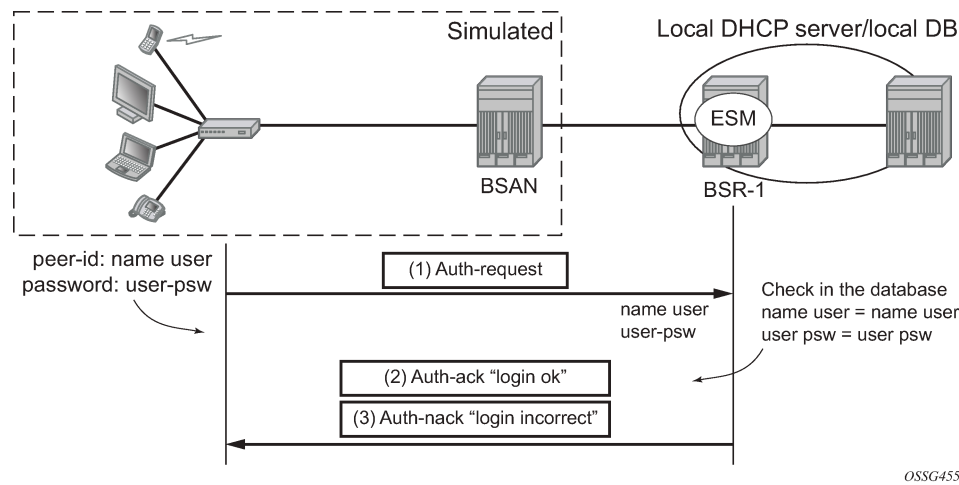 Simulated
Local DHCP server/local DB
ESM
BSAN
BSR-1
peer-id: name user
password: user-psw
(1) Auth-request
name user
user-psw
Check in the database
name user = name user
user psw = user psw
(2) Auth-ack “login ok”
(3) Auth-nack “login incorrect”
OSSG455